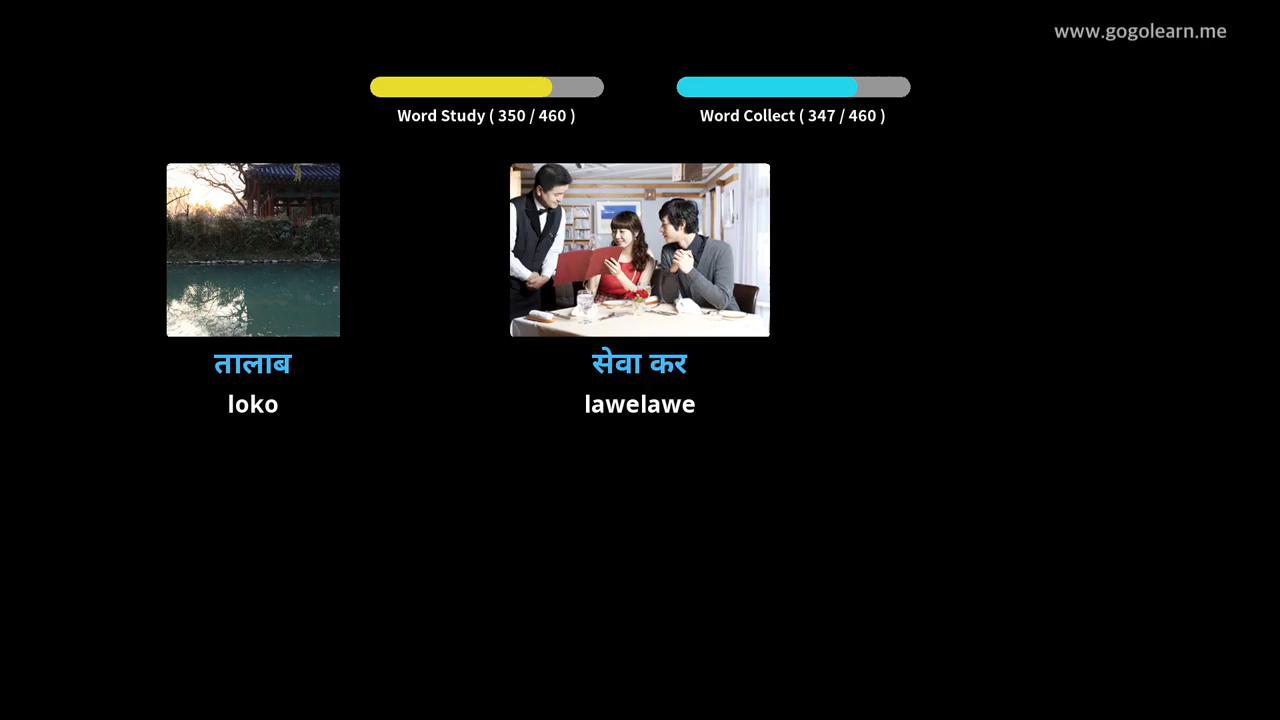 www.gogolearn.me
Word Study ( 350 / 460 )
Word Collect ( 347 / 460 )
तालाब
सेवा कर
loko
lawelawe